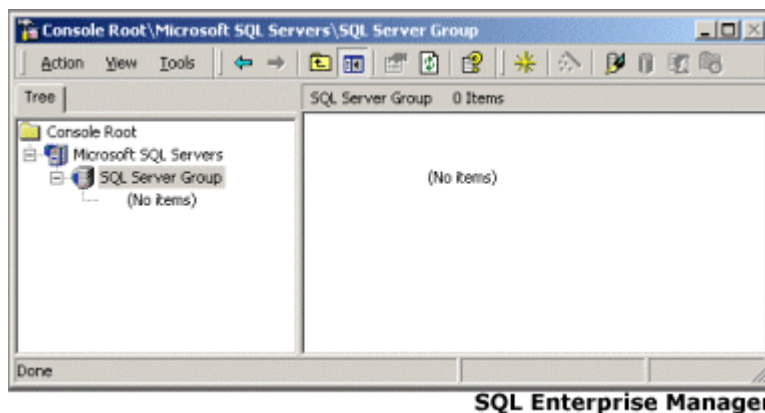 Console Root\Microsoft SQL Servers\SQL Server Group
Action View Tools
Tree
SQL Server Group 0 Items
Console Root
Microsoft SQL Servers
SQL Server Group
(No items)
(No items)
Done
SQL Enterprise Manager